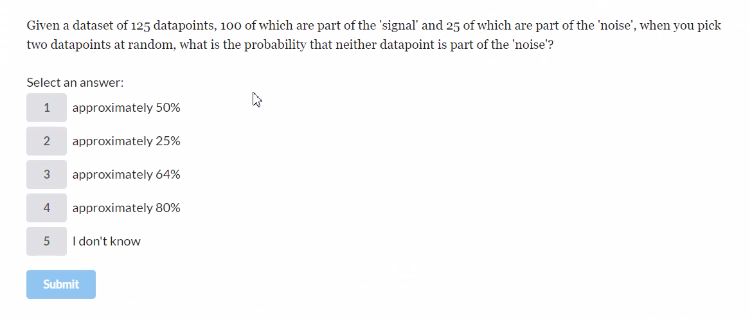 Given a dataset of 125 datapoints, 100 of which are part of the 'signal' and 25 of which are part of the 'noise', when you pick
two datapoints at random, what is the probability that neither datapoint is part of the 'noise'?
Select an answer:
1 approximately 50%
2 approximately 25%
3 approximately 64%
4 approximately 80%
5 I don't know
Submit